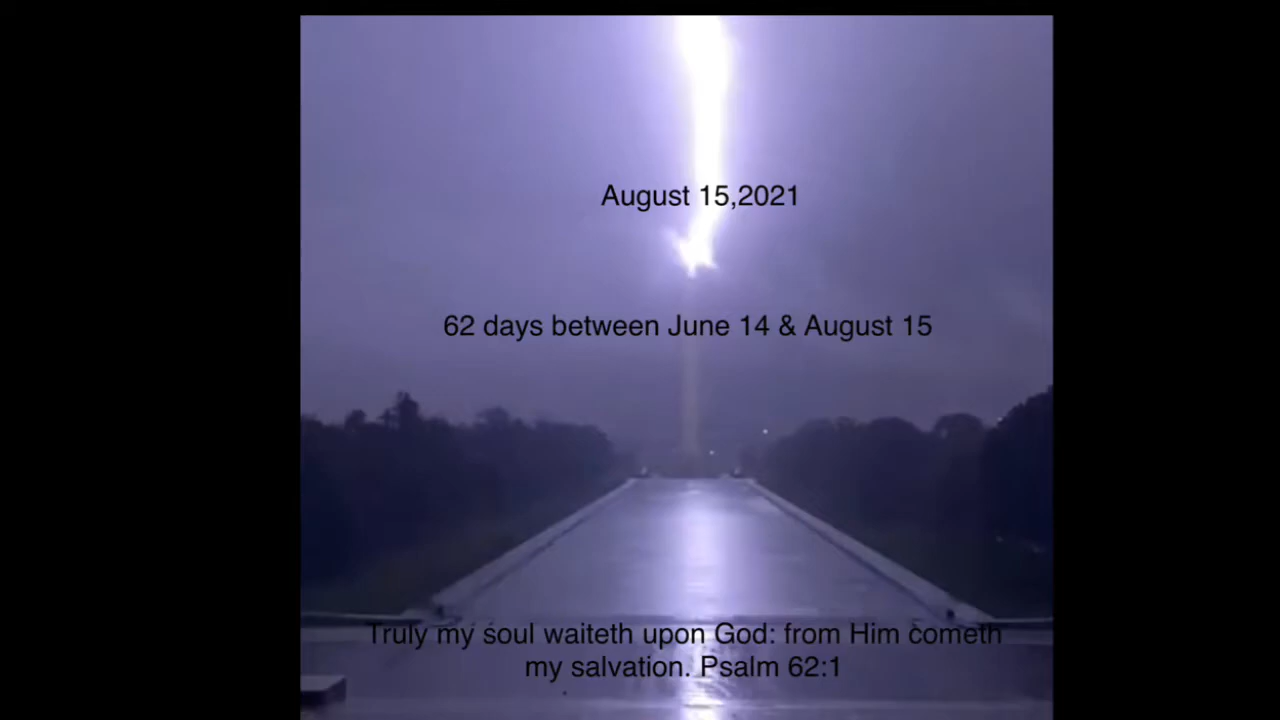 August 15,2021
62 days between June 14 & August 15
Truly my soul waiteth upon God: from Him cometh
my salvation. Psalm 62:1